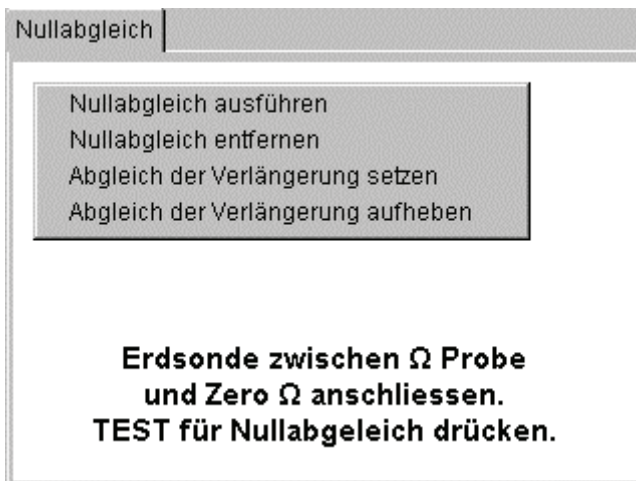 Nullabgleich
Nullabgleich ausführen
Nullabgleich entfernen
Abgleich der Verlängerung setzen
Abgleich der Verlängerung aufheben
Erdsonde zwischen Ω Probe
und Zero Ω anschliessen.
TEST für Nullabgeleich drücken.